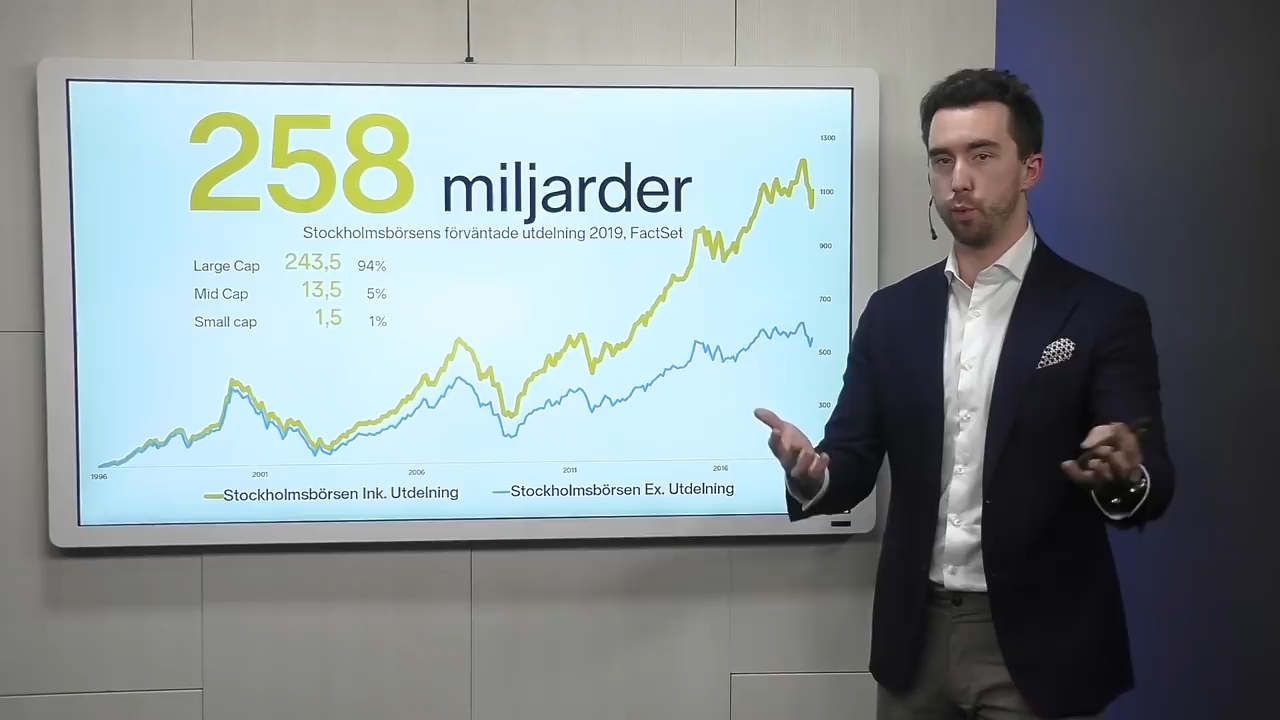 258 miljarder
Stockholmsbörsens förväntade utdelning 2019, FactSet
Large Cap 243,5 94%
Mid Cap 13,5 5%
Small cap 1,5 1%
1300
1100
900
700
500
300
1996 2001 2006 2011 2016
Stockholmsbörsen Ink. Utdelning Stockholmsbörsen Ex. Utdelning